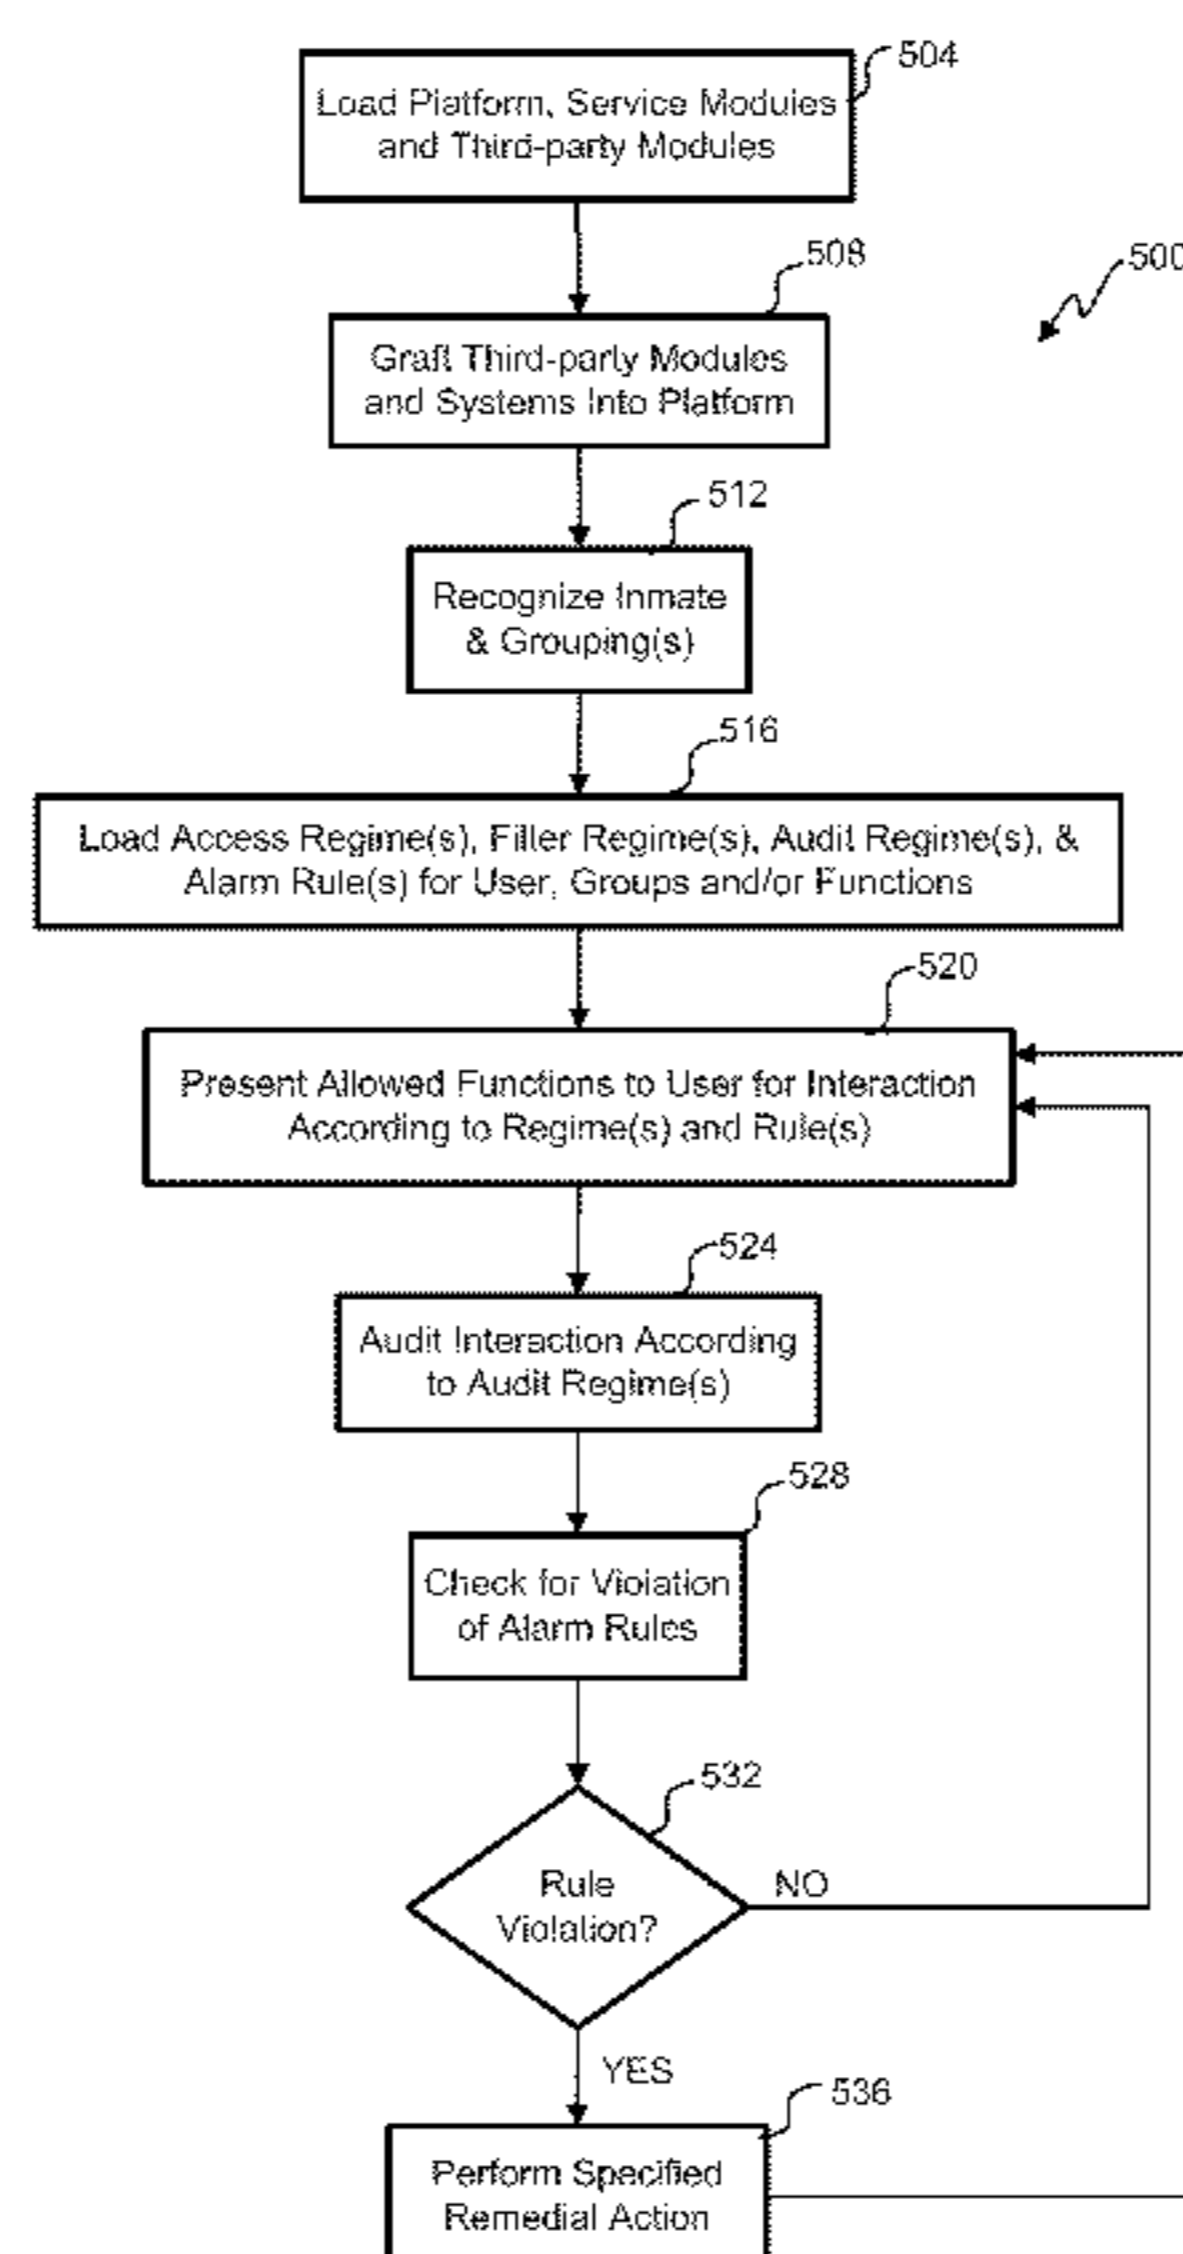 504
Load Platform, Service Modules
and Third-party Modules
508
500
Graft Third-party Modules
and Systems Into Platform
512
Recognize Inmate
& Grouping(s)
516
Load Access Regime(s), Filter Regime(s), Audit Regime(s), &
Alarm Rule(s) for User, Groups and/or Functions
520
Present Allowed Functions to User for Interaction
According to Regime(s) and Rule(s)
524
Audit Interaction According
to Audit Regime(s)
528
Check for Violation
of Alarm Rules
532
Rule
Violation?
NO
YES
536
Perform Specified
Remedial Action